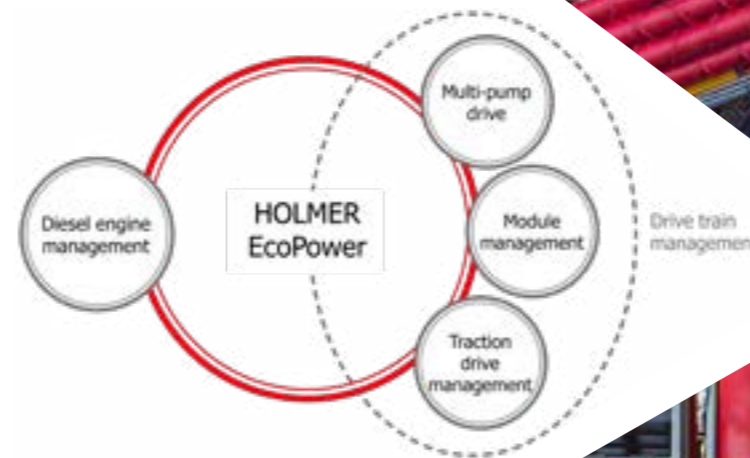 Multi-pump
drive
Diesel engine
management
HOLMER
EcoPower
Module
management
Drive train
Traction
drive
management